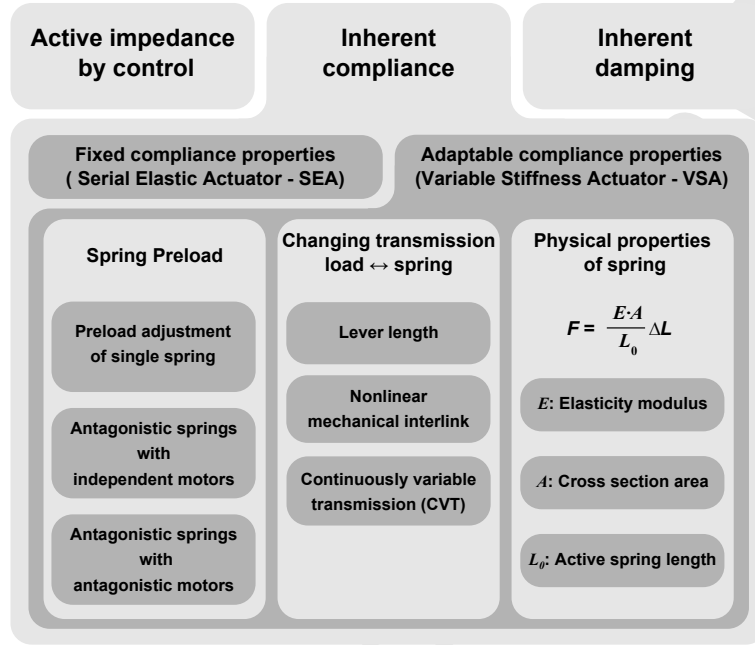 Active impedance
by control
Inherent
compliance
Inherent
damping
Fixed compliance properties
( Serial Elastic Actuator - SEA)
Adaptable compliance properties
(Variable Stiffness Actuator - VSA)
Spring Preload
Preload adjustment
of single spring
Antagonistic springs
with
independent motors
Antagonistic springs
with
antagonistic motors
Changing transmission
load ↔ spring
Lever length
Nonlinear
mechanical interlink
Continuously variable
transmission (CVT)
Physical properties
of spring
F = E·A / L₀ ΔL
E: Elasticity modulus
A: Cross section area
L₀: Active spring length